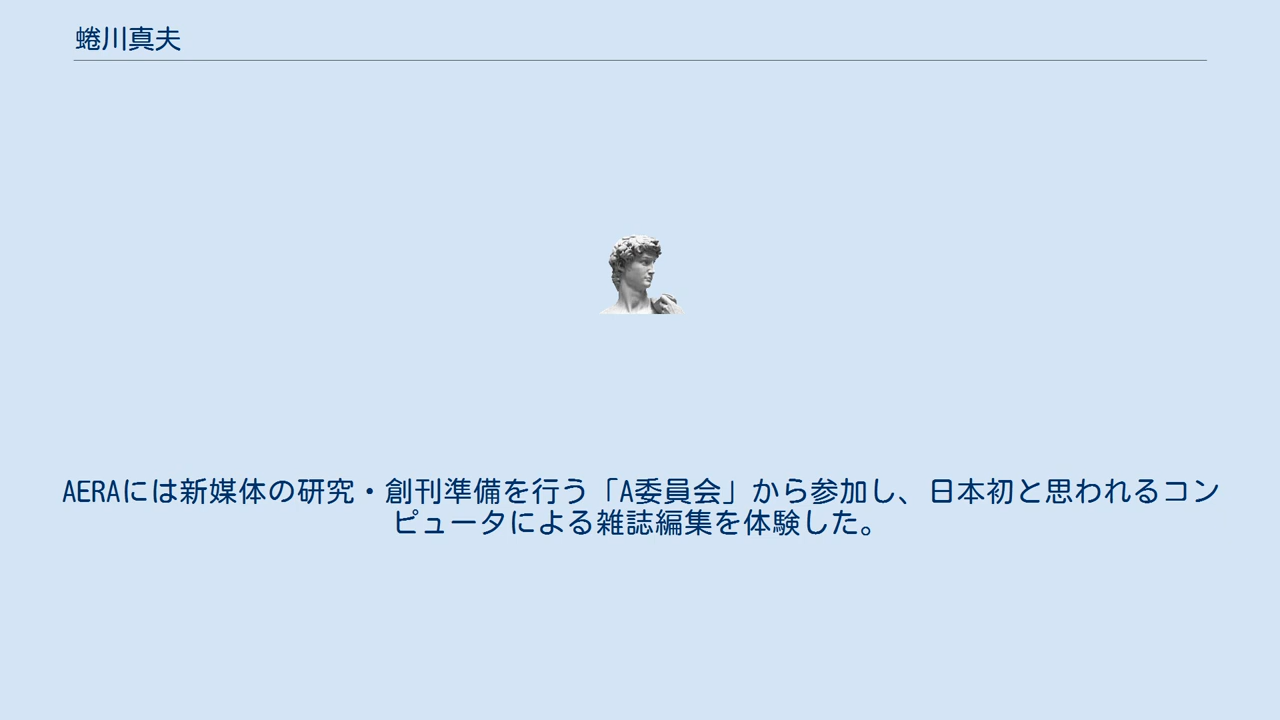 蜷川真夫
AERAには新媒体の研究・創刊準備を行う「A委員会」から参加し、日本初と思われるコン
ピュータによる雑誌編集を体験した。